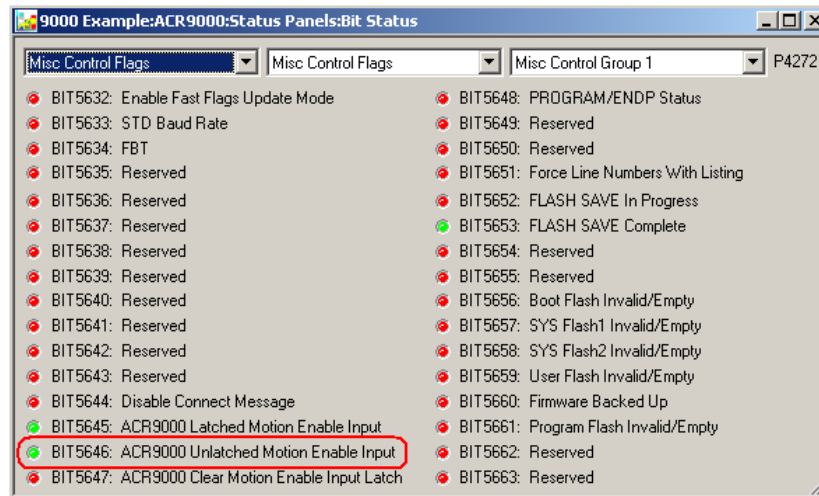 9000 Example:ACR9000:Status Panels:Bit Status
Misc Control Flags Misc Control Flags Misc Control Group 1 P4272
BIT5632: Enable Fast Flags Update Mode
BIT5633: STD Baud Rate
BIT5634: FBT
BIT5635: Reserved
BIT5636: Reserved
BIT5637: Reserved
BIT5638: Reserved
BIT5639: Reserved
BIT5640: Reserved
BIT5641: Reserved
BIT5642: Reserved
BIT5643: Reserved
BIT5644: Disable Connect Message
BIT5645: ACR9000 Latched Motion Enable Input
BIT5646: ACR9000 Unlatched Motion Enable Input
BIT5647: ACR9000 Clear Motion Enable Input Latch
BIT5648: PROGRAM/ENDP Status
BIT5649: Reserved
BIT5650: Reserved
BIT5651: Force Line Numbers With Listing
BIT5652: FLASH SAVE In Progress
BIT5653: FLASH SAVE Complete
BIT5654: Reserved
BIT5655: Reserved
BIT5656: Boot Flash Invalid/Empty
BIT5657: SYS Flash1 Invalid/Empty
BIT5658: SYS Flash2 Invalid/Empty
BIT5659: User Flash Invalid/Empty
BIT5660: Firmware Backed Up
BIT5661: Program Flash Invalid/Empty
BIT5662: Reserved
BIT5663: Reserved